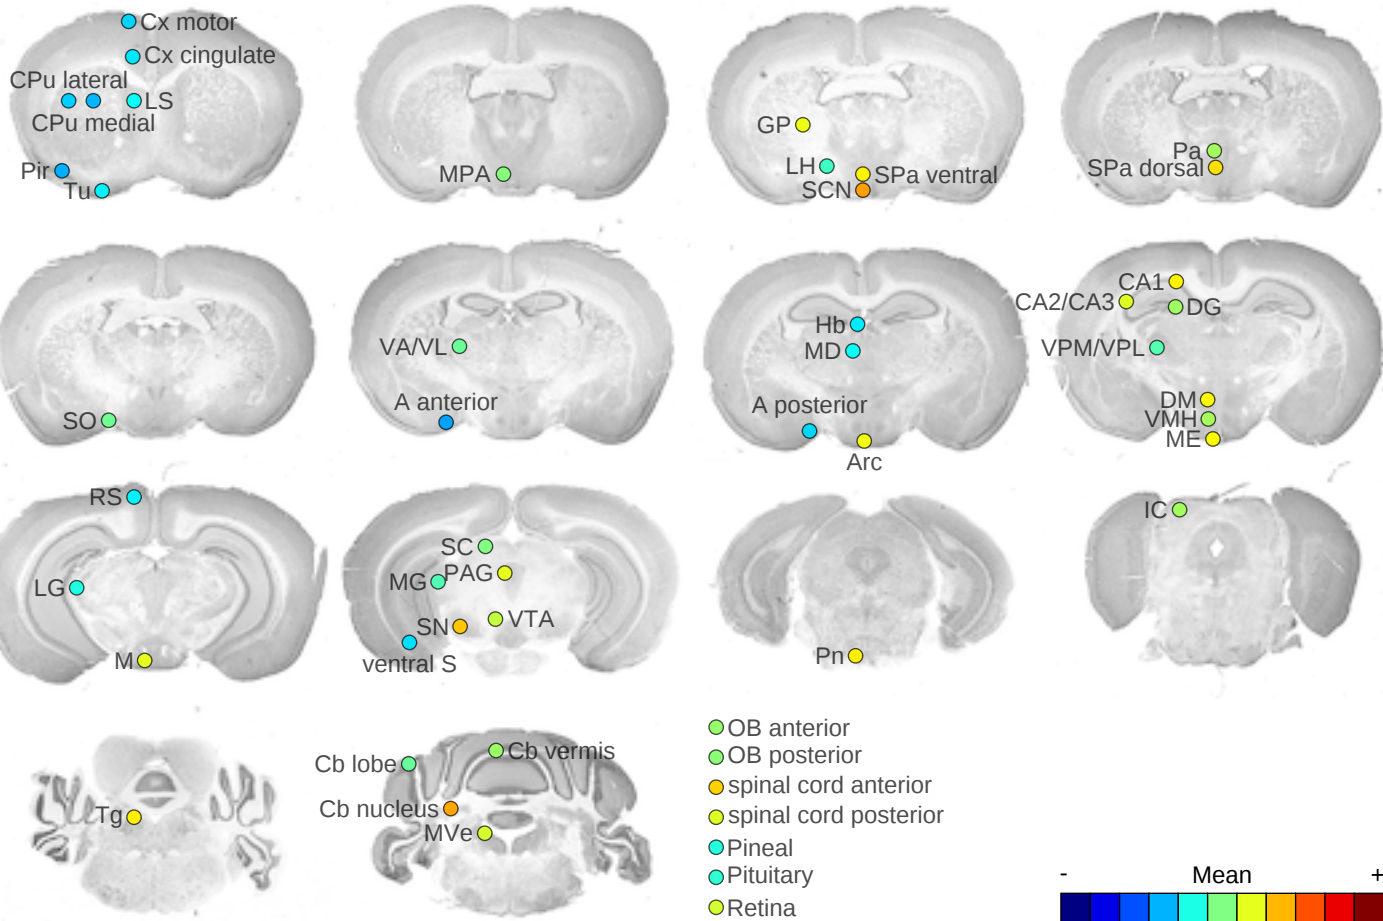 Cx motor
Cx cingulate
CPu lateral
LS
CPu medial
Pir
Tu
MPA
GP
LH
SPa ventral
SCN
Pa
SPa dorsal
SO
VA/VL
A anterior
Hb
MD
A posterior
Arc
CA1
CA2/CA3
DG
VPM/VPL
DM
VMH
ME
RS
LG
M
SC
MG
PAG
SN
VTA
ventral S
Pn
IC
Tg
Cb lobe
Cb vermis
Cb nucleus
MVe
OB anterior
OB posterior
spinal cord anterior
spinal cord posterior
Pineal
Pituitary
Retina
- Mean +